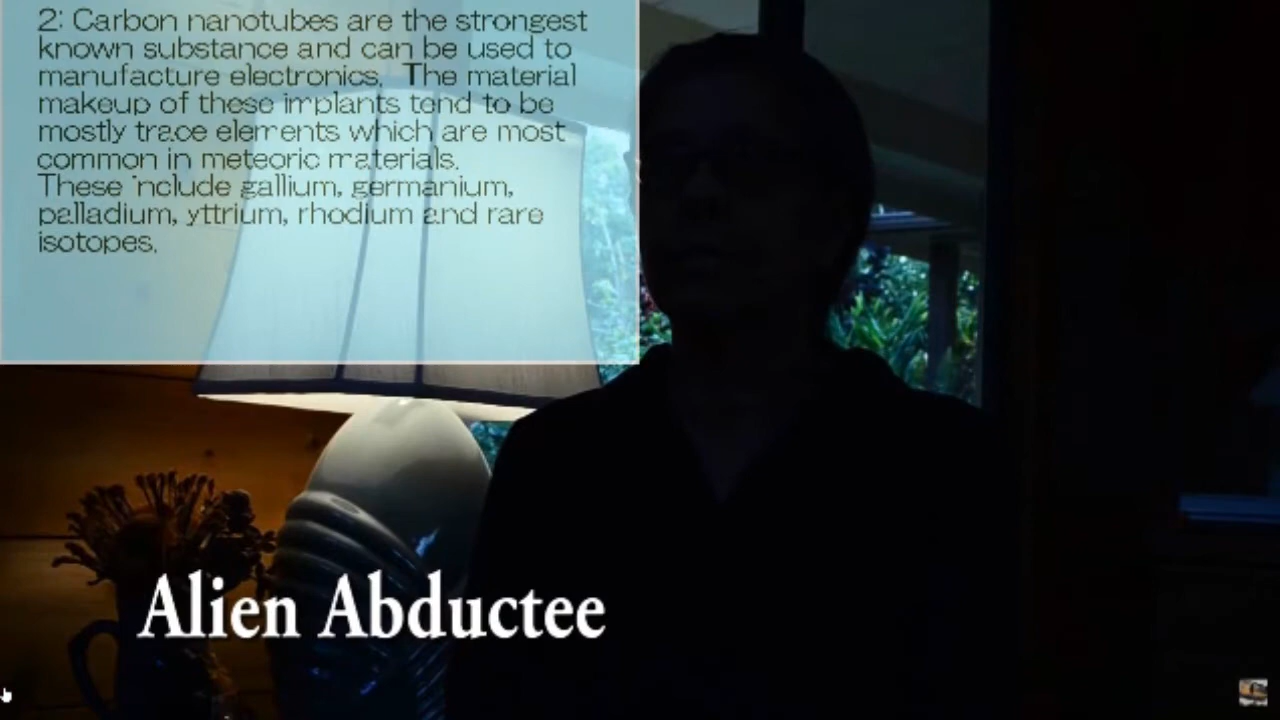 2: Carbon nanotubes are the strongest
known substance and can be used to
manufacture electronics. The material
makeup of these implants tend to be
mostly trace elements which are most
common in meteoric materials.
These include gallium, germanium,
palladium, yttrium, rhodium and rare
isotopes.
Alien Abductee